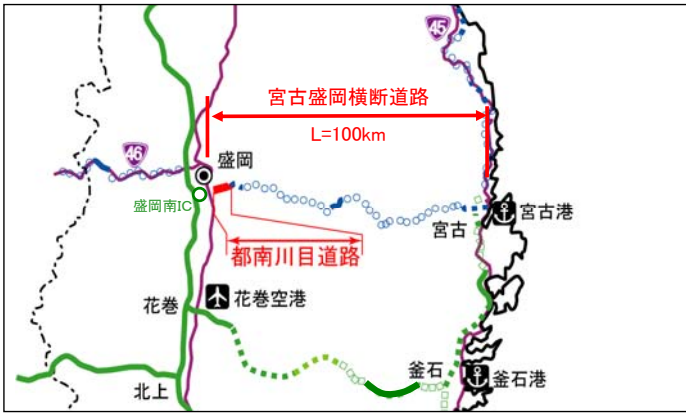 45
宮古盛岡横断道路
L=100km
46
盛岡
盛岡南IC
宮古
宮古港
都南川目道路
花巻
花巻空港
釜石
釜石港
北上